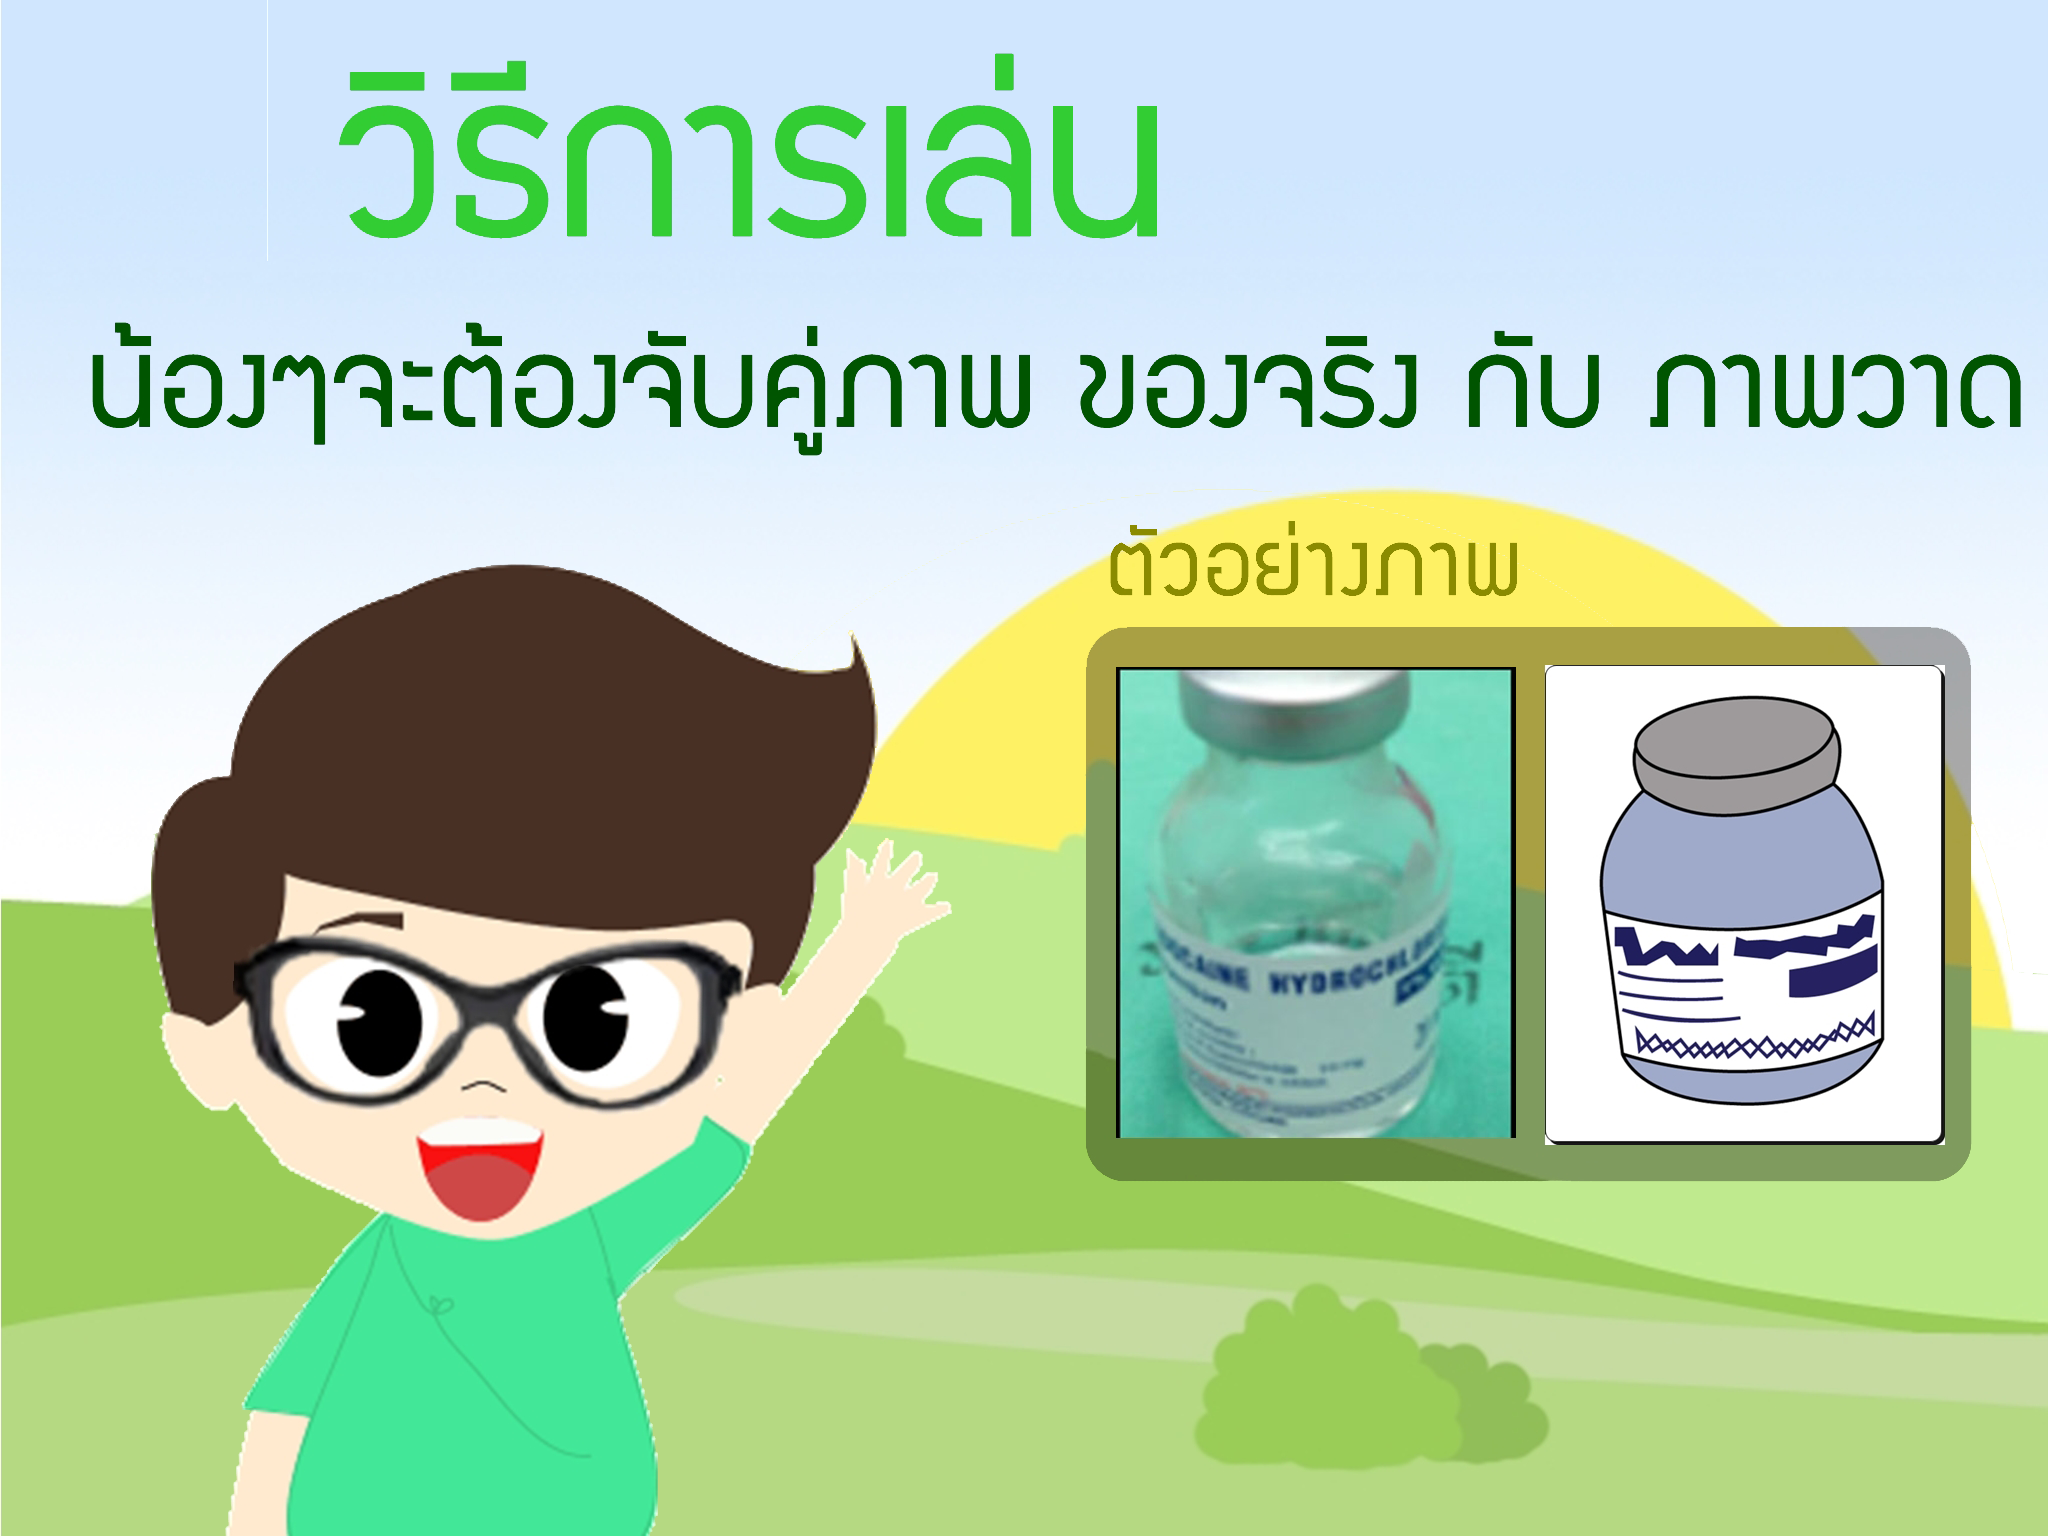 วิธีการเล่น
น้องๆจะต้องจับคู่ภาพ ของจริง กับ ภาพวาด
ตัวอย่างภาพ
HYDROCHLOR